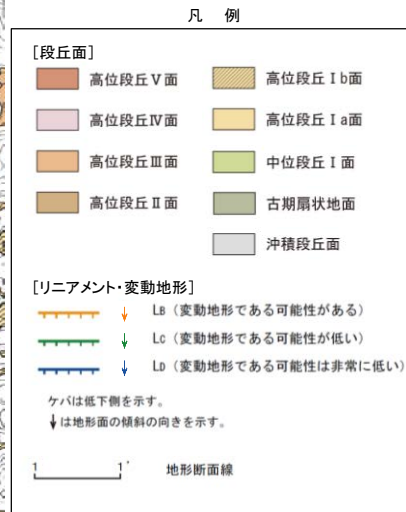 凡 例
[段丘面]
高位段丘Ⅴ面
高位段丘Ⅰb面
高位段丘Ⅳ面
高位段丘Ⅰa面
高位段丘Ⅲ面
中位段丘Ⅰ面
高位段丘Ⅱ面
古期扇状地面
沖積段丘面
[リニアメント・変動地形]
LB（変動地形である可能性がある）
LC（変動地形である可能性が低い）
LD（変動地形である可能性は非常に低い）
ケバは低下側を示す。
↓は地形面の傾斜の向きを示す。
1 1' 地形断面線